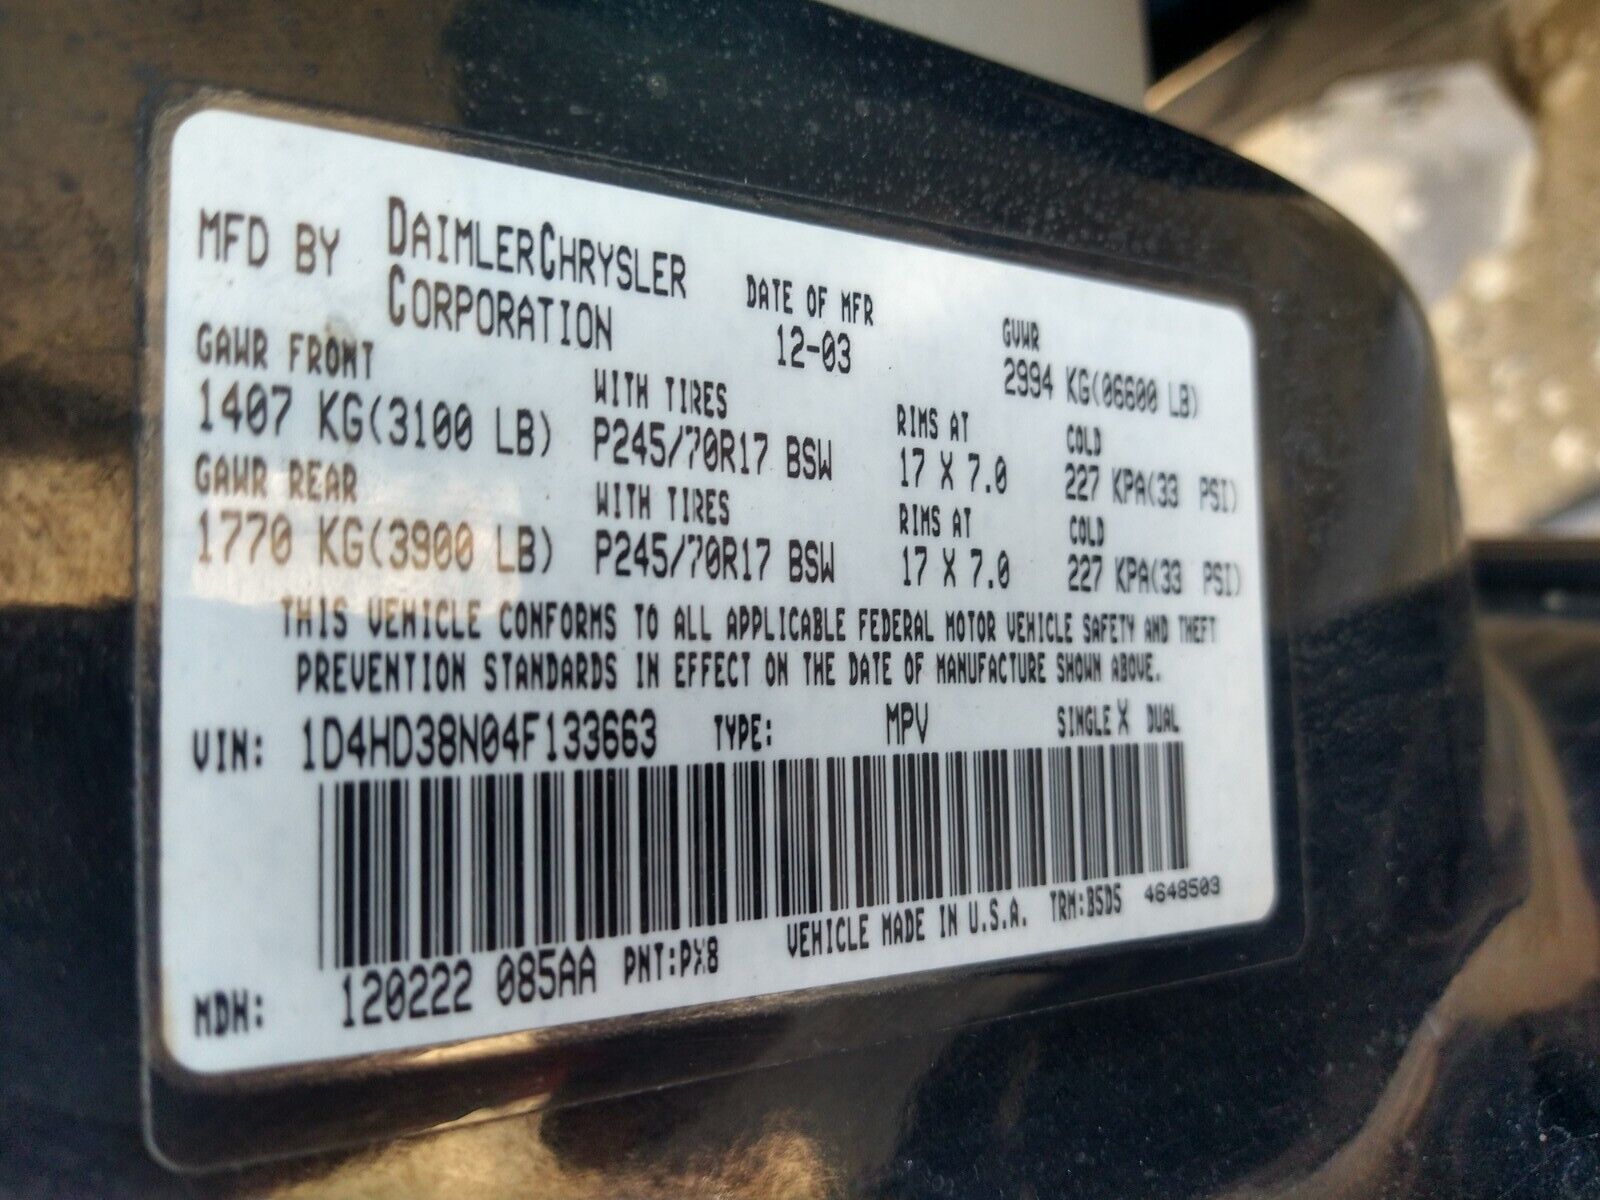 MFD BY DAIMLERCHRYSLER CORPORATION
DATE OF MFR 12-03
GVWR 2994 KG(06600 LB)
GAWR FRONT WITH TIRES RIMS AT COLD
1407 KG(3100 LB) P245/70R17 BSW 17 X 7.0 227 KPA(33 PSI)
GAWR REAR WITH TIRES RIMS AT COLD
1770 KG(3900 LB) P245/70R17 BSW 17 X 7.0 227 KPA(33 PSI)
THIS VEHICLE CONFORMS TO ALL APPLICABLE FEDERAL MOTOR VEHICLE SAFETY AND THEFT
PREVENTION STANDARDS IN EFFECT ON THE DATE OF MANUFACTURE SHOWN ABOVE.
VIN: 1D4HD38N04F133663 TYPE: MPV SINGLE X DUAL
MDH: 120222 085AA PNT:PX8 VEHICLE MADE IN U.S.A. TRM:B5D5 4648503